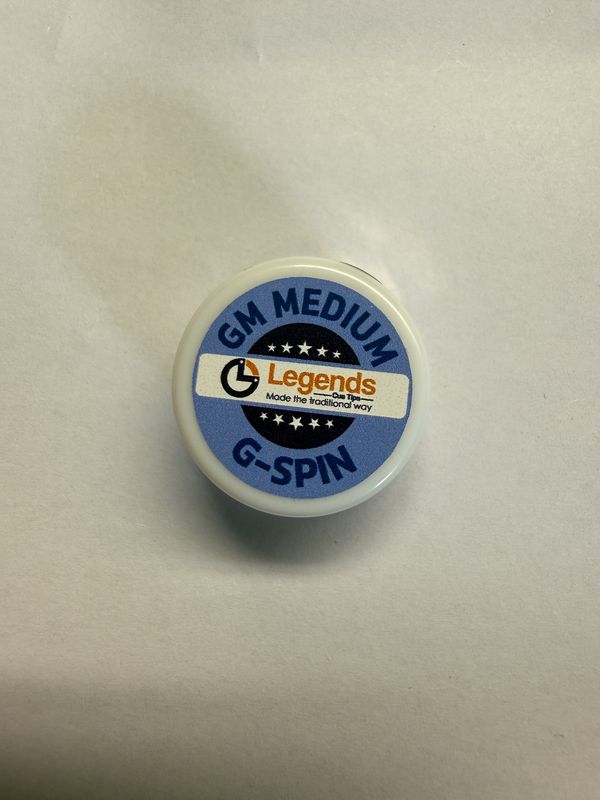 GM MEDIUM
Legends
Cue Tips
Made the traditional way
G-SPIN